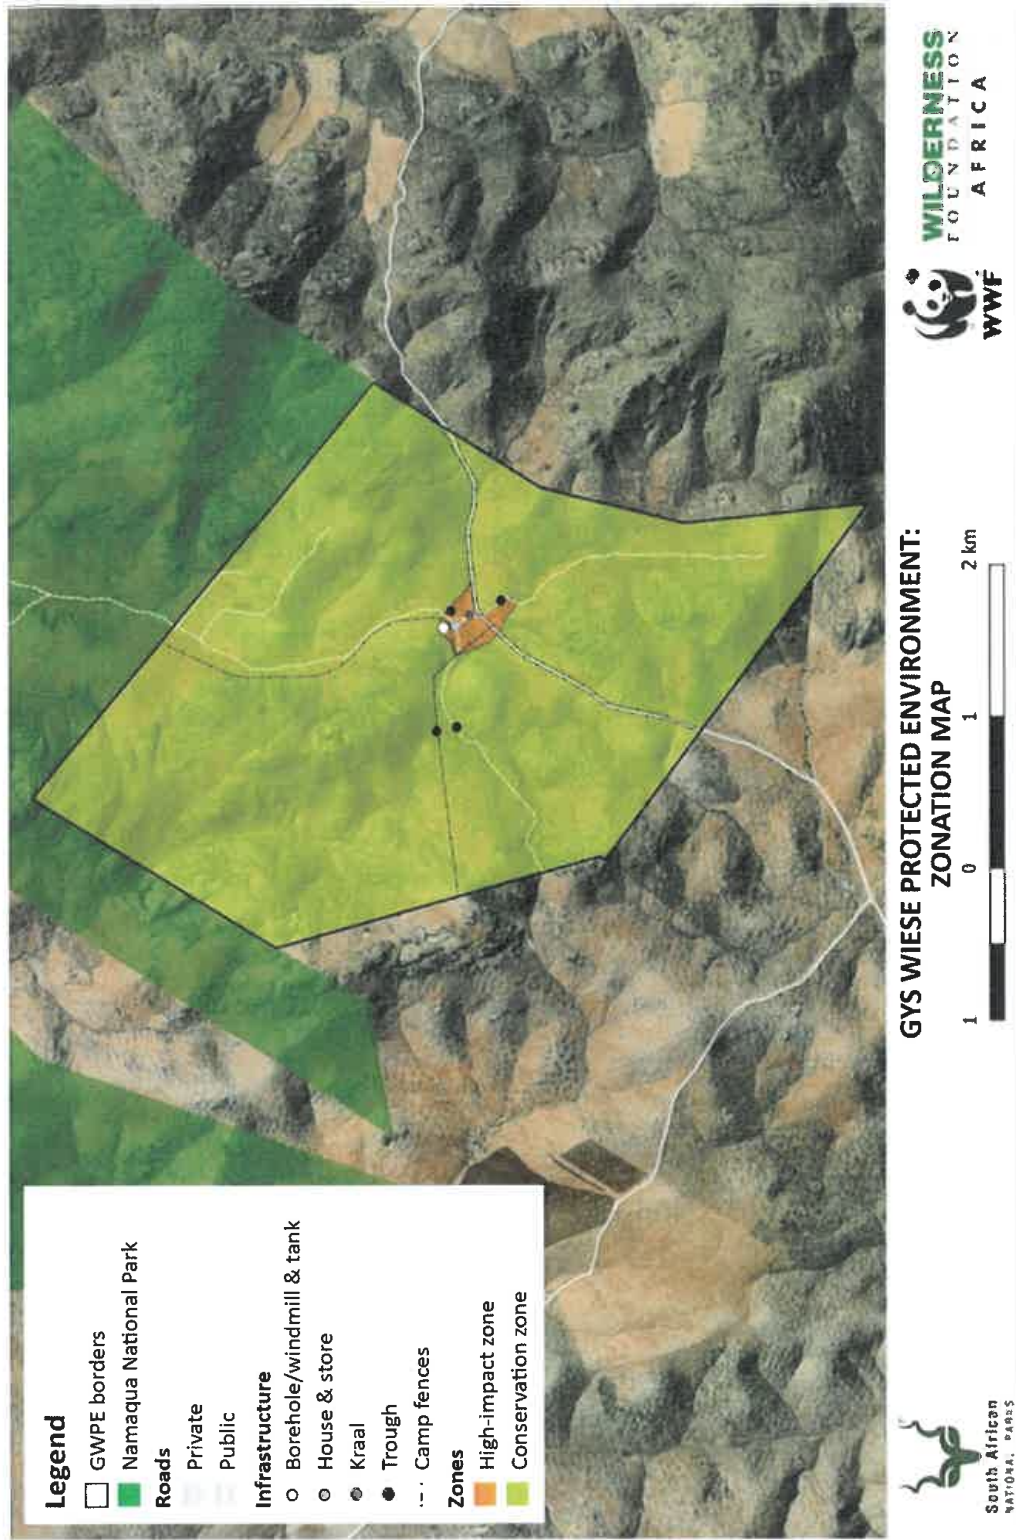 Legend
GWPE borders
Namaqua National Park
Roads
Private
Public
Infrastructure
Borehole/windmill & tank
House & store
Kraal
Trough
Camp fences
Zones
High-impact zone
Conservation zone
South African
NATIONAL PARKS
GYS WIESE PROTECTED ENVIRONMENT:
ZONATION MAP
1 0 1 2 km
WWF
WILDERNESS
FOUNDATION
AFRICA